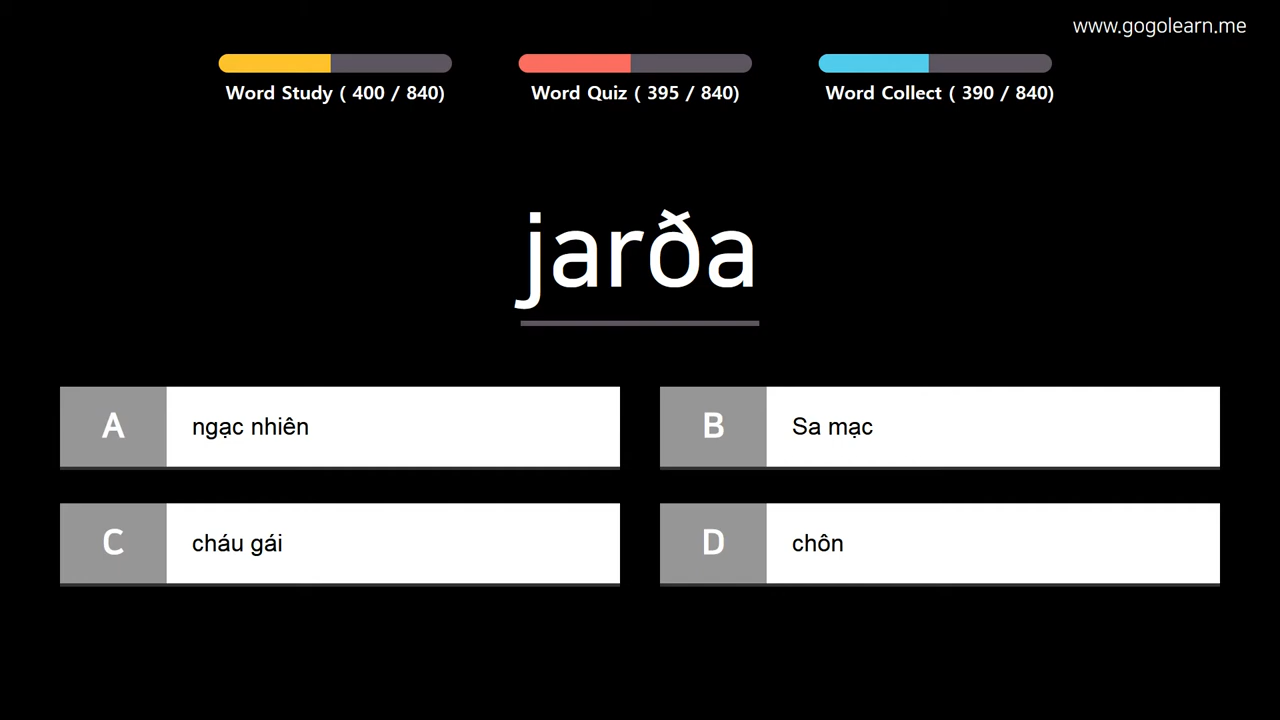 www.gogolearn.me
Word Study ( 400 / 840)
Word Quiz ( 395 / 840)
Word Collect ( 390 / 840)
jarða
A ngạc nhiên
B Sa mạc
C cháu gái
D chôn